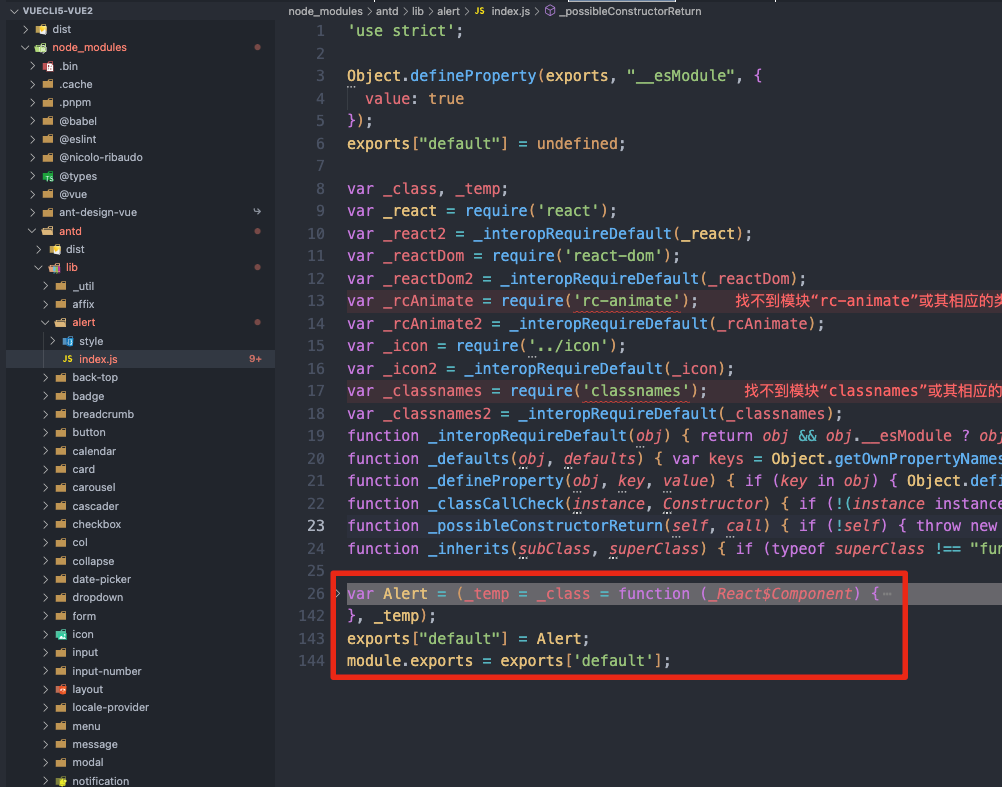 VUECLI5-VUE2
dist
node_modules
.bin
.cache
.pnpm
@babel
@eslint
@nicolo-ribaudo
@types
@vue
ant-design-vue
antd
dist
lib
_util
affix
alert
style
JS index.js 9+
back-top
badge
breadcrumb
button
calendar
card
carousel
cascader
checkbox
col
collapse
date-picker
dropdown
form
icon
input
input-number
layout
locale-provider
menu
message
modal
notification
node_modules > antd > lib > alert > JS index.js > _possibleConstructorReturn
1 'use strict';
2
3 Object.defineProperty(exports, "__esModule", {
4 value: true
5 });
6 exports["default"] = undefined;
7
8 var _class, _temp;
9 var _react = require('react');
10 var _react2 = _interopRequireDefault(_react);
11 var _reactDom = require('react-dom');
12 var _reactDom2 = _interopRequireDefault(_reactDom);
13 var _rcAnimate = require('rc-animate'); 找不到模块“rc-animate”或其相应的类
14 var _rcAnimate2 = _interopRequireDefault(_rcAnimate);
15 var _icon = require('../icon');
16 var _icon2 = _interopRequireDefault(_icon);
17 var _classnames = require('classnames'); 找不到模块“classnames”或其相应的
18 var _classnames2 = _interopRequireDefault(_classnames);
19 function _interopRequireDefault(obj) { return obj && obj.__esModule ? obj
20 function _defaults(obj, defaults) { var keys = Object.getOwnPropertyNames
21 function _defineProperty(obj, key, value) { if (key in obj) { Object.defi
22 function _classCallCheck(instance, Constructor) { if (!(instance instanc
23 function _possibleConstructorReturn(self, call) { if (!self) { throw new
24 function _inherits(subClass, superClass) { if (typeof superClass !== "fun
25
26 var Alert = (_temp = _class = function (_React$Component) {⋯
142 }, _temp);
143 exports["default"] = Alert;
144 module.exports = exports['default'];